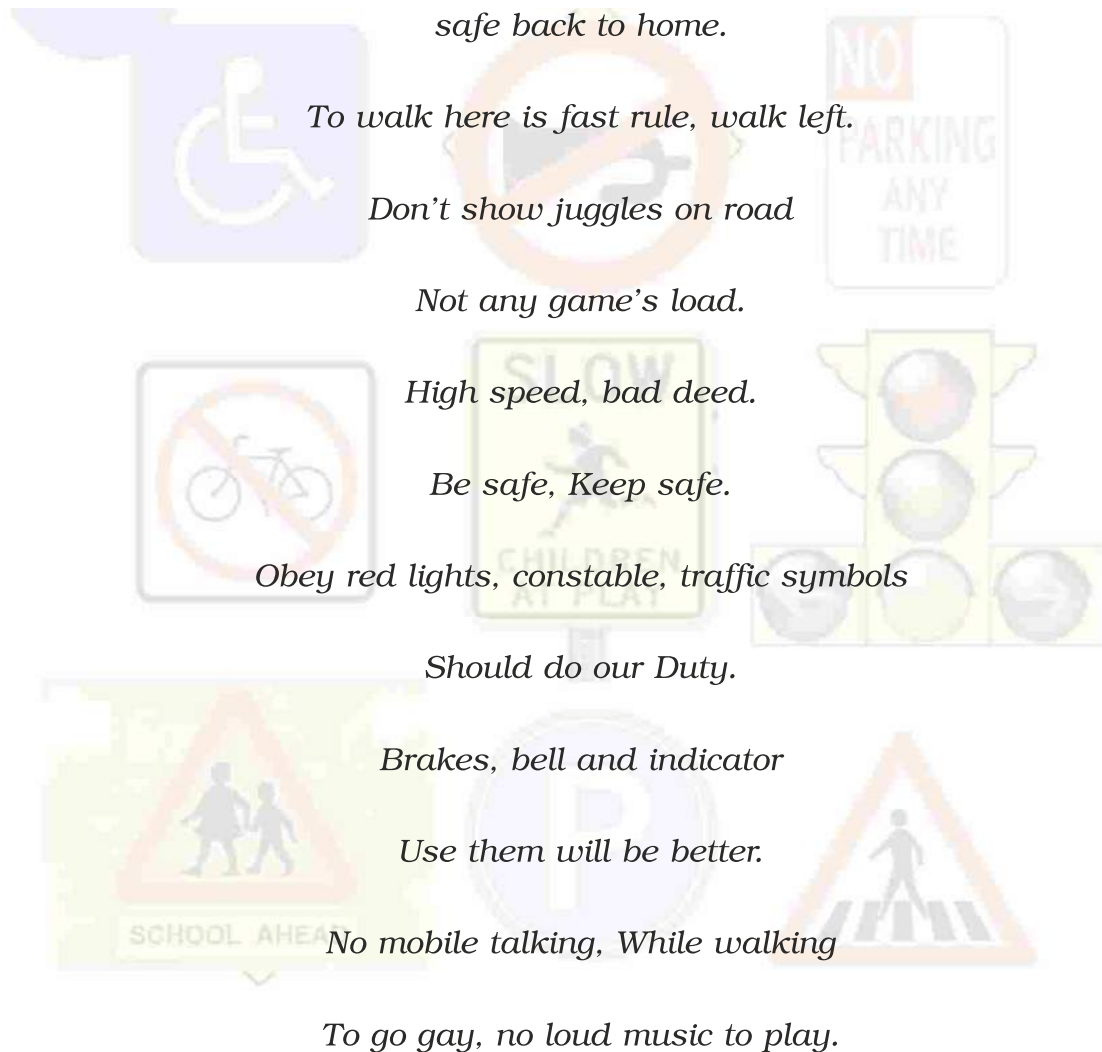 safe back to home.
To walk here is fast rule, walk left.
Don't show juggles on road
Not any game's load.
High speed, bad deed.
Be safe, Keep safe.
Obey red lights, constable, traffic symbols
Should do our Duty.
Brakes, bell and indicator
Use them will be better.
No mobile talking, While walking
To go gay, no loud music to play.
NO
PARKING
ANY
TIME
SLOW
CHILDREN
AT PLAY
SCHOOL AHEAD
P